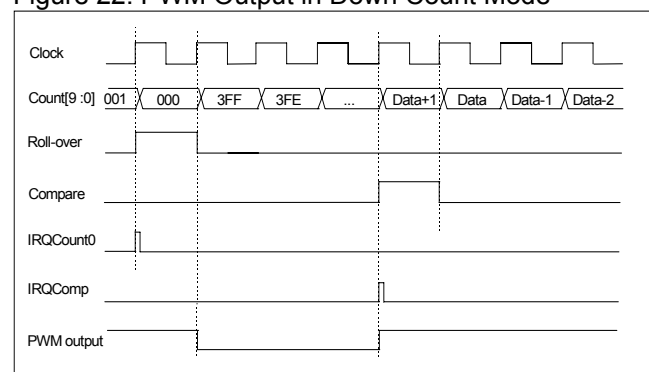 Figure 22. PWM Output in Down Count Mode
Clock
Count[9 :0] 001 000 3FF 3FE ... Data+1 Data Data-1 Data-2
Roll-over
Compare
IRQCount0
IRQComp
PWM output